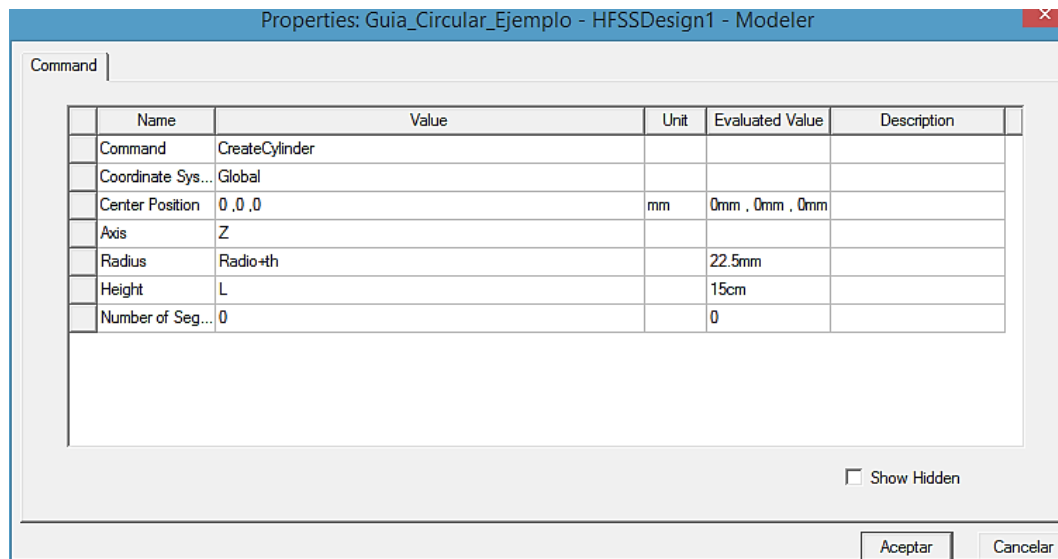 Properties: Guia_Circular_Ejemplo - HFSSDesign1 - Modeler
Command
Name Value Unit Evaluated Value Description
Command CreateCylinder
Coordinate Sys... Global
Center Position 0 ,0 ,0 mm 0mm , 0mm , 0mm
Axis Z
Radius Radio+th 22.5mm
Height L 15cm
Number of Seg... 0 0
Show Hidden
Aceptar Cancelar